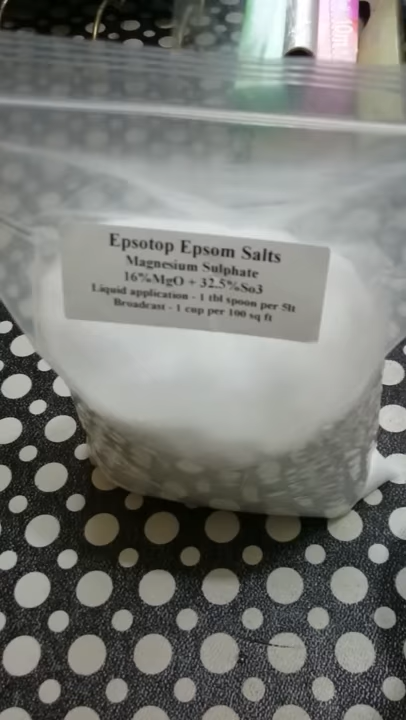 Epsotop Epsom Salts
Magnesium Sulphate
16%MgO + 32.5%So3
Liquid application - 1 tbl spoon per 5lt
Broadcast - 1 cup per 100 sq ft